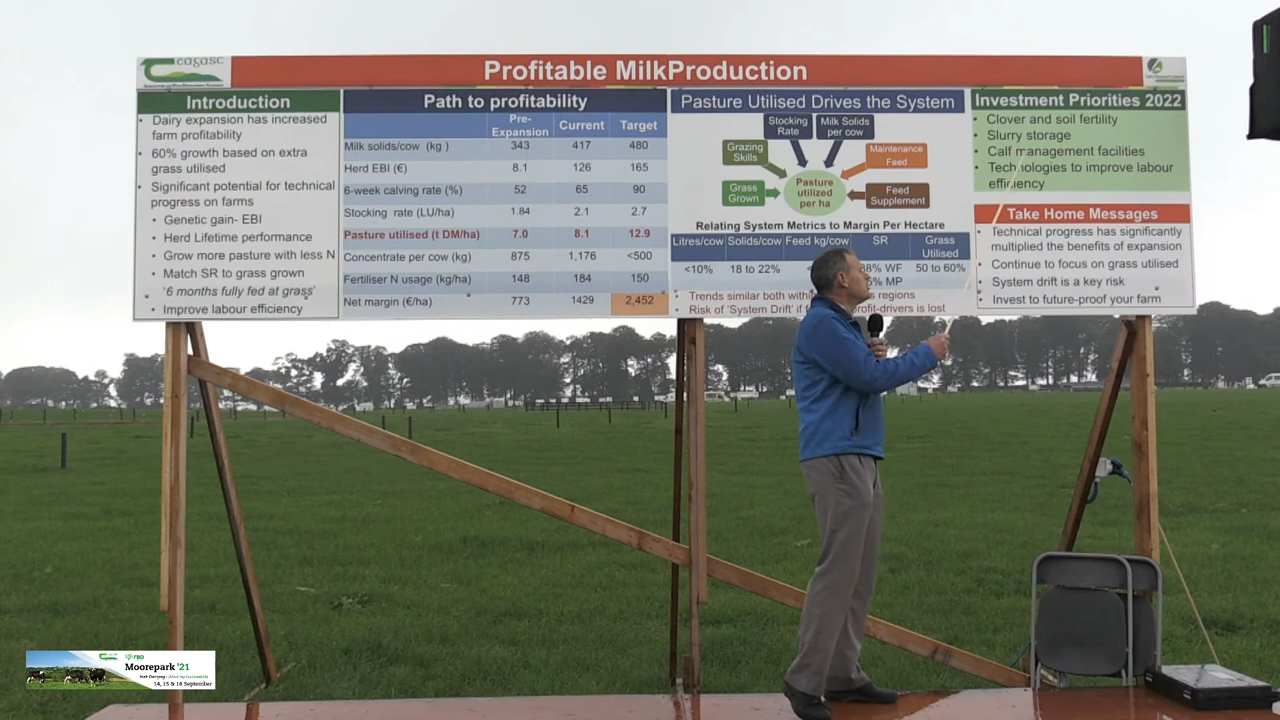 eagasc
Profitable MilkProduction
Introduction
• Dairy expansion has increased
farm profitability
• 60% growth based on extra
grass utilised
• Significant potential for technical
progress on farms
• Genetic gain- EBI
• Herd Lifetime performance
• Grow more pasture with less N
• Match SR to grass grown
• '6 months fully fed at grass'
• Improve labour efficiency
Path to profitability
Pre-Expansion Current Target
Milk solids/cow (kg ) 343 417 480
Herd EBI (€) 8.1 126 165
6-week calving rate (%) 52 65 90
Stocking rate (LU/ha) 1.84 2.1 2.7
Pasture utilised (t DM/ha) 7.0 8.1 12.9
Concentrate per cow (kg) 875 1,176 <500
Fertiliser N usage (kg/ha) 148 184 150
Net margin (€/ha) 773 1429 2,452
Pasture Utilised Drives the System
Stocking
Rate
Milk Solids
per cow
Grazing
Skills
Maintenance
Feed
Grass
Grown
Pasture
utilized
per ha
Feed
Supplement
Relating System Metrics to Margin Per Hectare
Litres/cow Solids/cow Feed kg/cow SR Grass
Utilised
<10% 18 to 22% < 8% WF 50 to 60%
5% MP
• Trends similar both within regions
Risk of 'System Drift' if profit-drivers is lost
Investment Priorities 2022
• Clover and soil fertility
• Slurry storage
• Calf management facilities
• Technologies to improve labour
efficiency
Take Home Messages
• Technical progress has significantly
multiplied the benefits of expansion
• Continue to focus on grass utilised
• System drift is a key risk
• Invest to future-proof your farm
FBD
Moorepark '21
14, 15 & 16 September